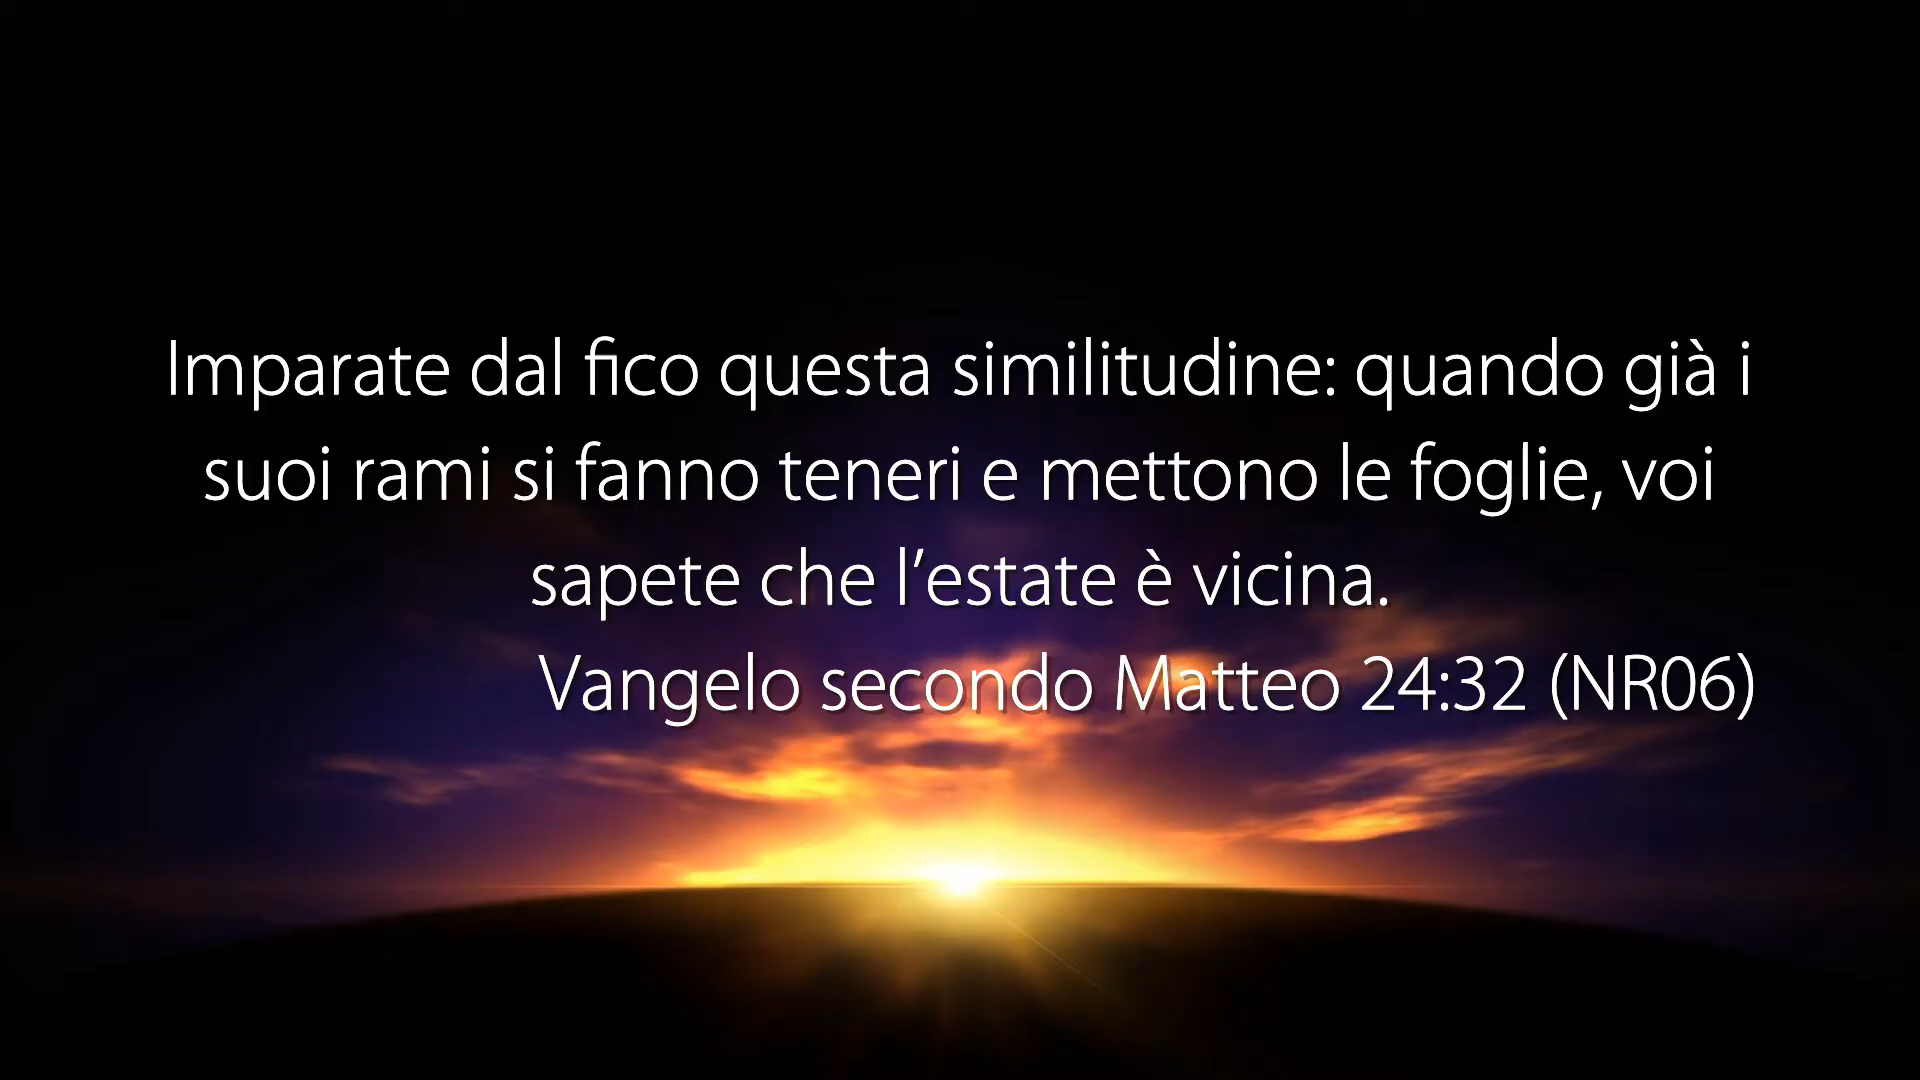 Imparate dal fico questa similitudine: quando già i
suoi rami si fanno teneri e mettono le foglie, voi
sapete che l’estate è vicina.
Vangelo secondo Matteo 24:32 (NR06)